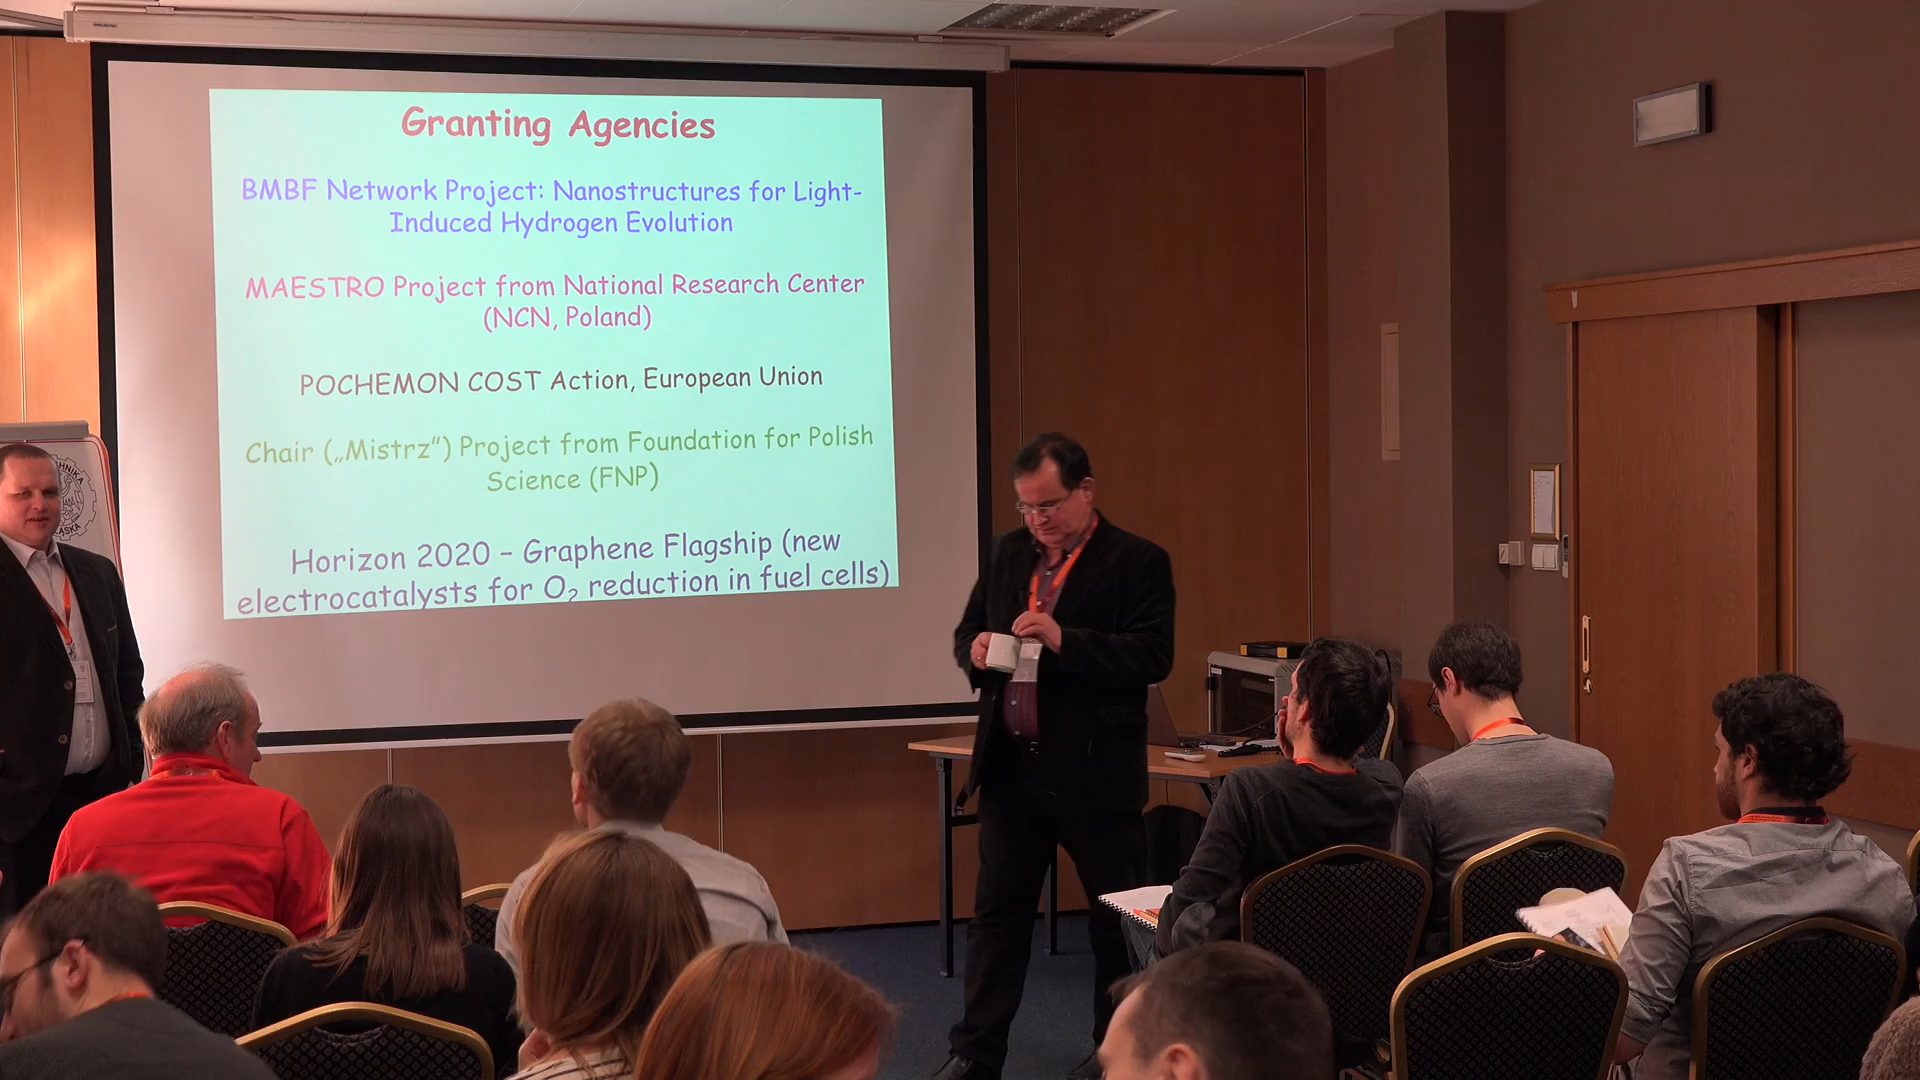 Granting Agencies
BMBF Network Project: Nanostructures for Light-
Induced Hydrogen Evolution
MAESTRO Project from National Research Center
(NCN, Poland)
POCHEMON COST Action, European Union
Chair („Mistrz") Project from Foundation for Polish
Science (FNP)
Horizon 2020 – Graphene Flagship (new
electrocatalysts for O₂ reduction in fuel cells)